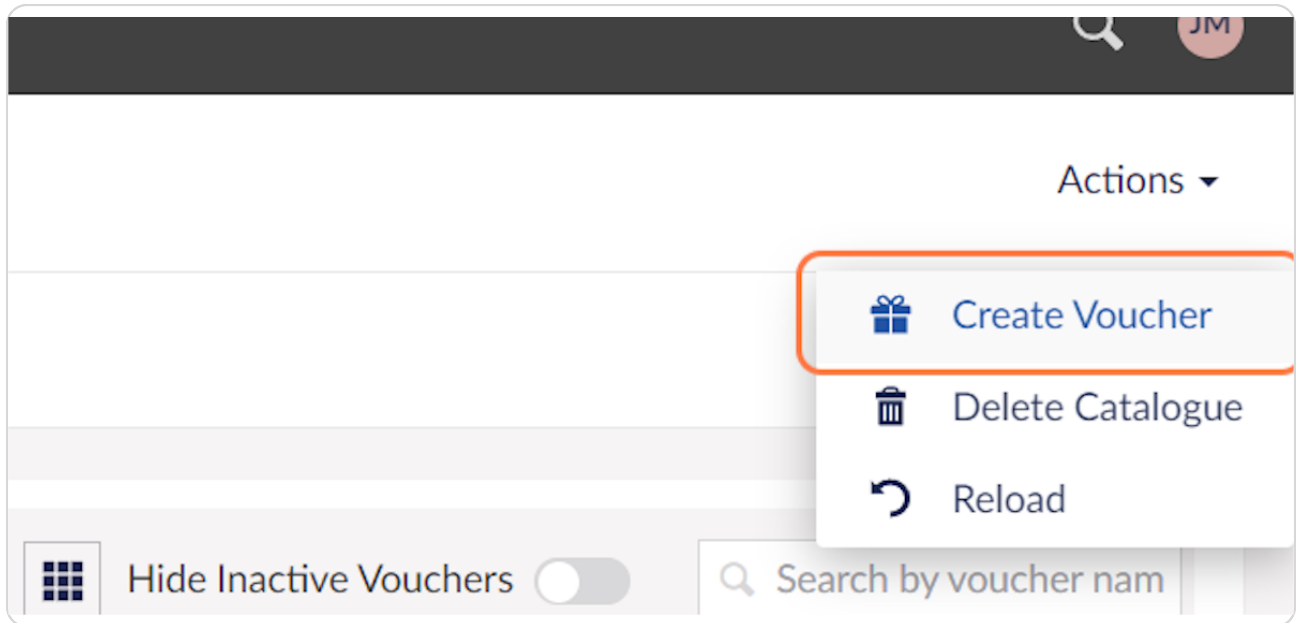 JM
Actions
Create Voucher
Delete Catalogue
Reload
Hide Inactive Vouchers
Search by voucher nam